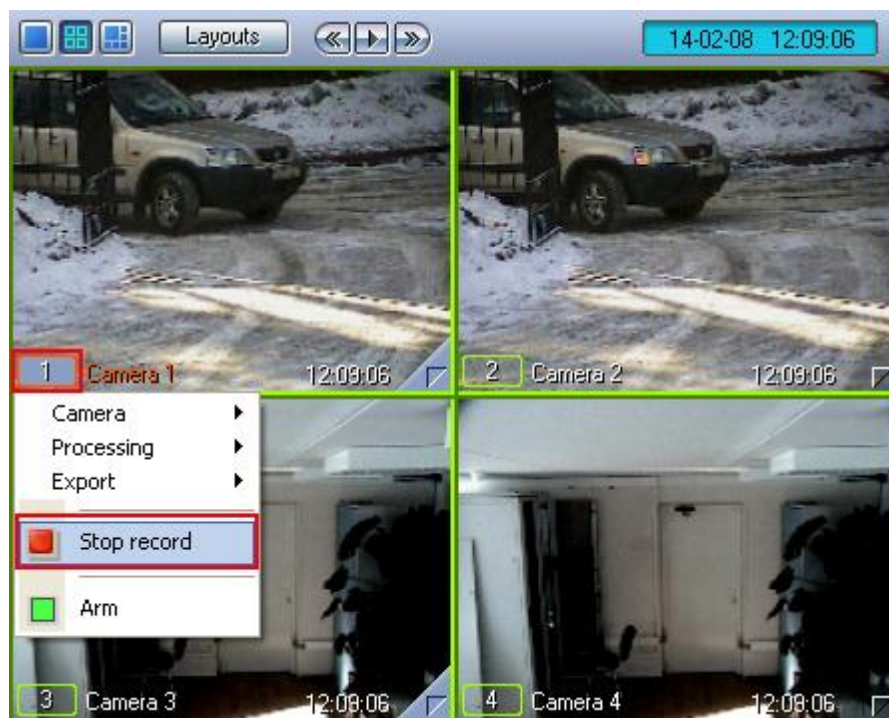 Layouts
14-02-08 12:09:06
1 Camera 1 12:09:06
2 Camera 2 12:09:06
Camera
Processing
Export
Stop record
Arm
3 Camera 3 12:09:06
4 Camera 4 12:09:06